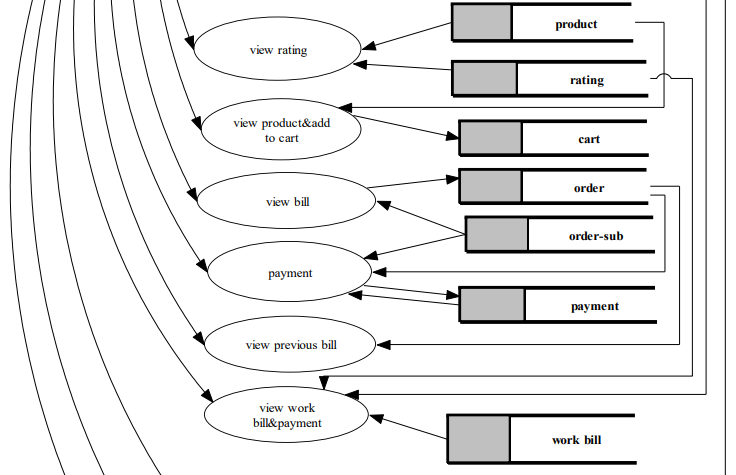 product
view rating
rating
view product&add
to cart
cart
order
view bill
order-sub
payment
payment
view previous bill
view work
bill&payment
work bill